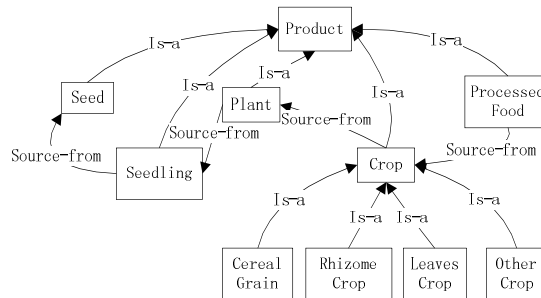 Product
Is-a
Is-a
Is-a
Is-a
Is-a
Seed
Plant
Processed
Food
Source-from
Source-from
Source-from
Source-from
Seedling
Crop
Is-a
Is-a
Is-a
Is-a
Cereal
Grain
Rhizome
Crop
Leaves
Crop
Other
Crop